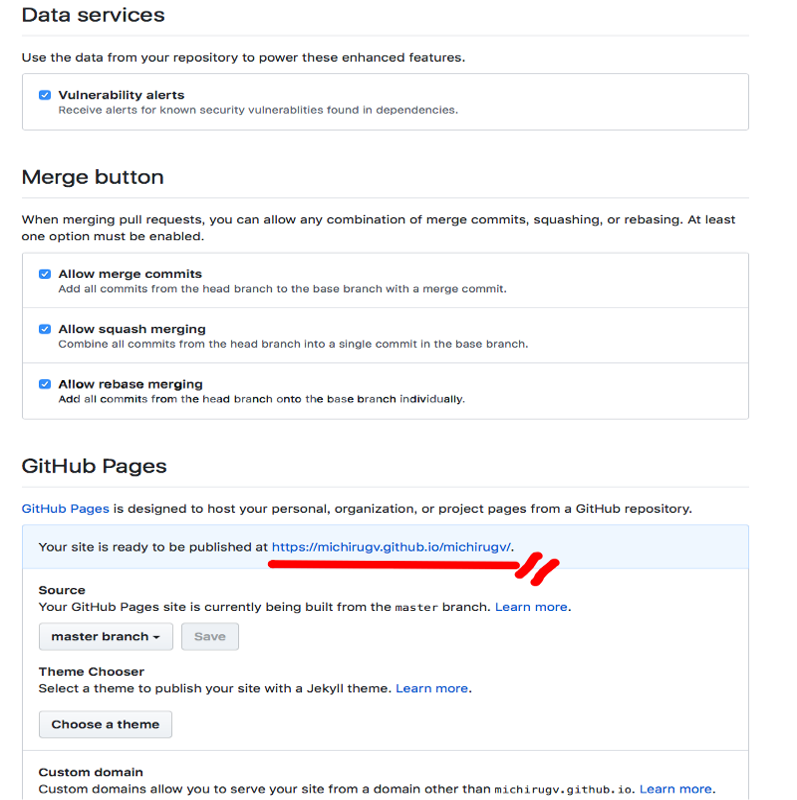 Data services
Use the data from your repository to power these enhanced features.
Vulnerability alerts
Receive alerts for known security vulnerablities found in dependencies.
Merge button
When merging pull requests, you can allow any combination of merge commits, squashing, or rebasing. At least
one option must be enabled.
Allow merge commits
Add all commits from the head branch to the base branch with a merge commit.
Allow squash merging
Combine all commits from the head branch into a single commit in the base branch.
Allow rebase merging
Add all commits from the head branch onto the base branch individually.
GitHub Pages
GitHub Pages is designed to host your personal, organization, or project pages from a GitHub repository.
Your site is ready to be published at https://michirugv.github.io/michirugv/.
Source
Your GitHub Pages site is currently being built from the master branch. Learn more.
master branch Save
Theme Chooser
Select a theme to publish your site with a Jekyll theme. Learn more.
Choose a theme
Custom domain
Custom domains allow you to serve your site from a domain other than michirugv.github.io. Learn more.